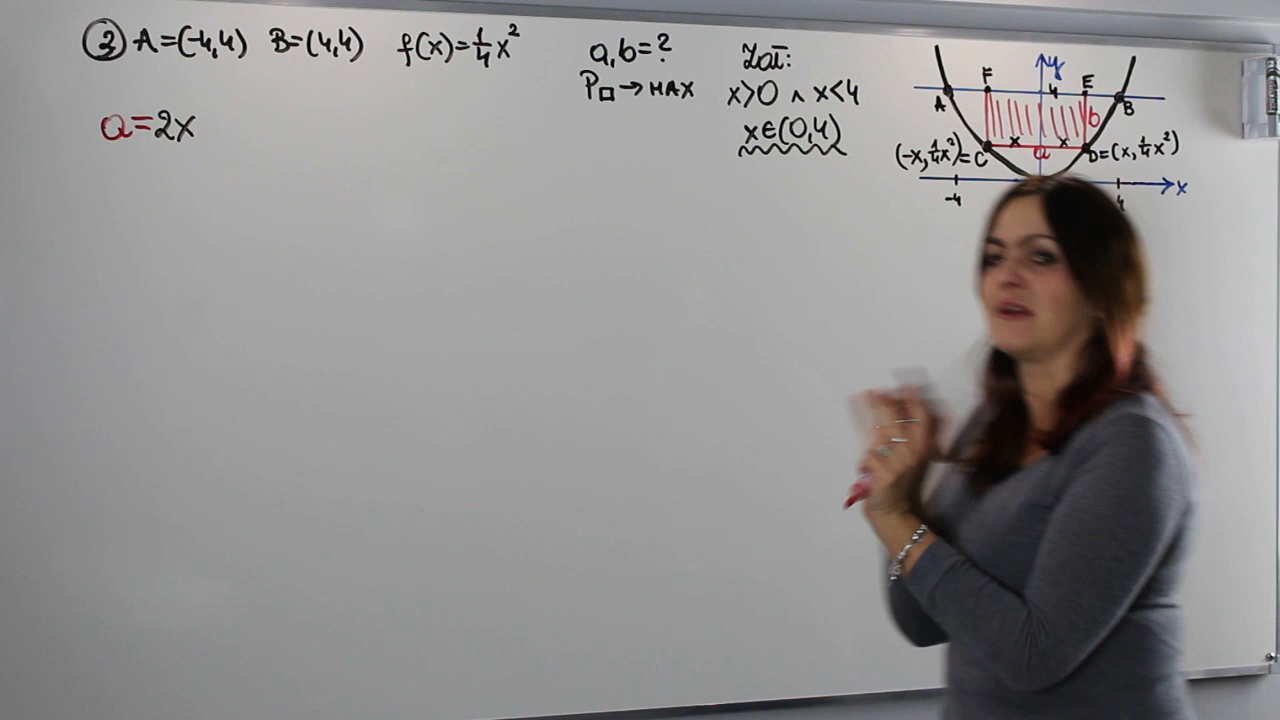 ③ A=(-4,4) B=(4,4) f(x)=¼x² a,b=?
P□→MAX
Zał:
x>0 ∧ x<4
x∈(0,4)
a=2x
y
F 4 E
A B
b
x x
(-x,¼x²)=C a D=(x,¼x²)
x
-4 4